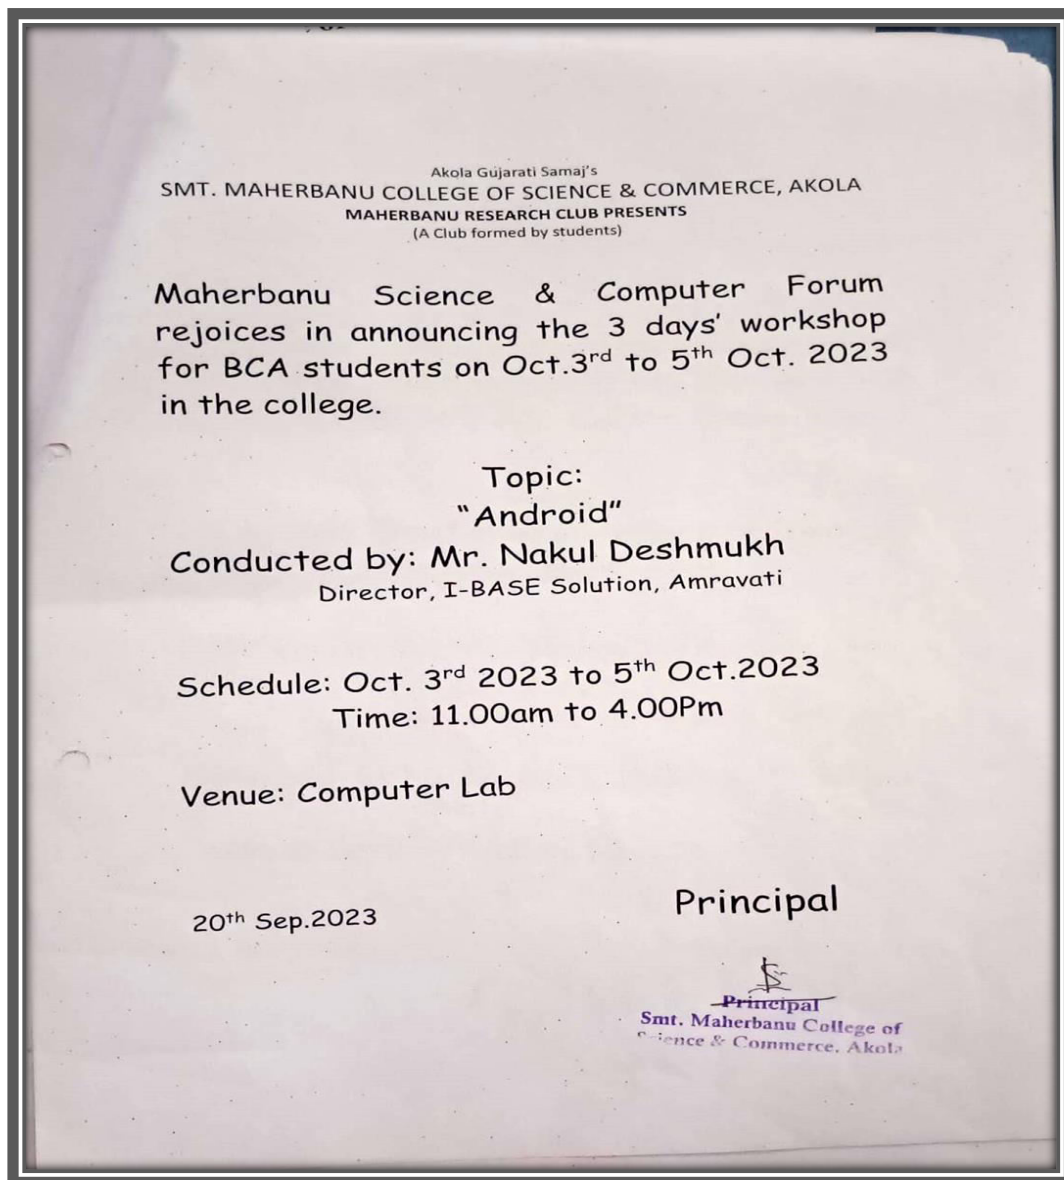 Akola Gujarati Samaj's
SMT. MAHERBANU COLLEGE OF SCIENCE & COMMERCE, AKOLA
MAHERBANU RESEARCH CLUB PRESENTS
(A Club formed by students)
Maherbanu Science & Computer Forum
rejoices in announcing the 3 days' workshop
for BCA students on Oct.3rd to 5th Oct. 2023
in the college.
Topic:
"Android"
Conducted by: Mr. Nakul Deshmukh
Director, I-BASE Solution, Amravati
Schedule: Oct. 3rd 2023 to 5th Oct.2023
Time: 11.00am to 4.00Pm
Venue: Computer Lab
20th Sep.2023
Principal
Principal
Smt. Maherbanu College of
Science & Commerce, Akola